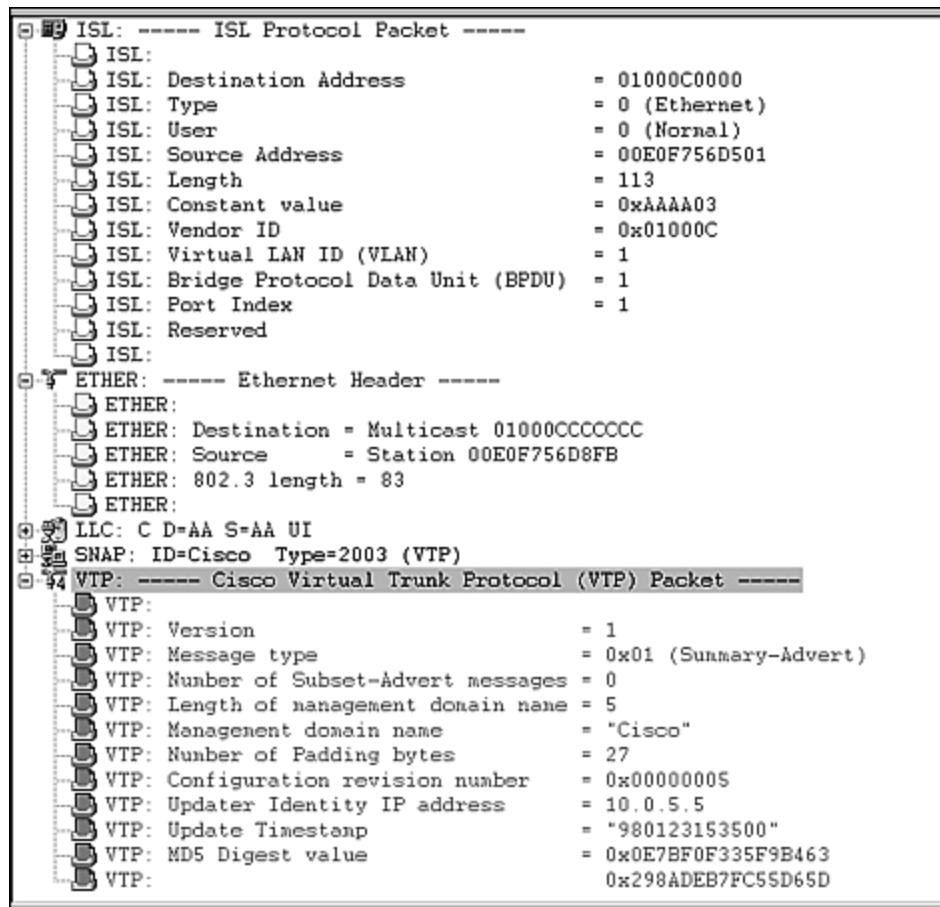 ISL: ----- ISL Protocol Packet -----
ISL:
ISL: Destination Address = 01000C0000
ISL: Type = 0 (Ethernet)
ISL: User = 0 (Normal)
ISL: Source Address = 00E0F756D501
ISL: Length = 113
ISL: Constant value = 0xAAAA03
ISL: Vendor ID = 0x01000C
ISL: Virtual LAN ID (VLAN) = 1
ISL: Bridge Protocol Data Unit (BPDU) = 1
ISL: Port Index = 1
ISL: Reserved
ISL:
ETHER: ----- Ethernet Header -----
ETHER:
ETHER: Destination = Multicast 01000CCCCCCC
ETHER: Source = Station 00E0F756D8FB
ETHER: 802.3 length = 83
ETHER:
LLC: C D=AA S=AA UI
SNAP: ID=Cisco Type=2003 (VTP)
VTP: ----- Cisco Virtual Trunk Protocol (VTP) Packet -----
VTP:
VTP: Version = 1
VTP: Message type = 0x01 (Summary-Advert)
VTP: Number of Subset-Advert messages = 0
VTP: Length of management domain name = 5
VTP: Management domain name = "Cisco"
VTP: Number of Padding bytes = 27
VTP: Configuration revision number = 0x00000005
VTP: Updater Identity IP address = 10.0.5.5
VTP: Update Timestamp = "980123153500"
VTP: MD5 Digest value = 0x0E7BF0F335F9B463
VTP: 0x298ADEB7FC55D65D